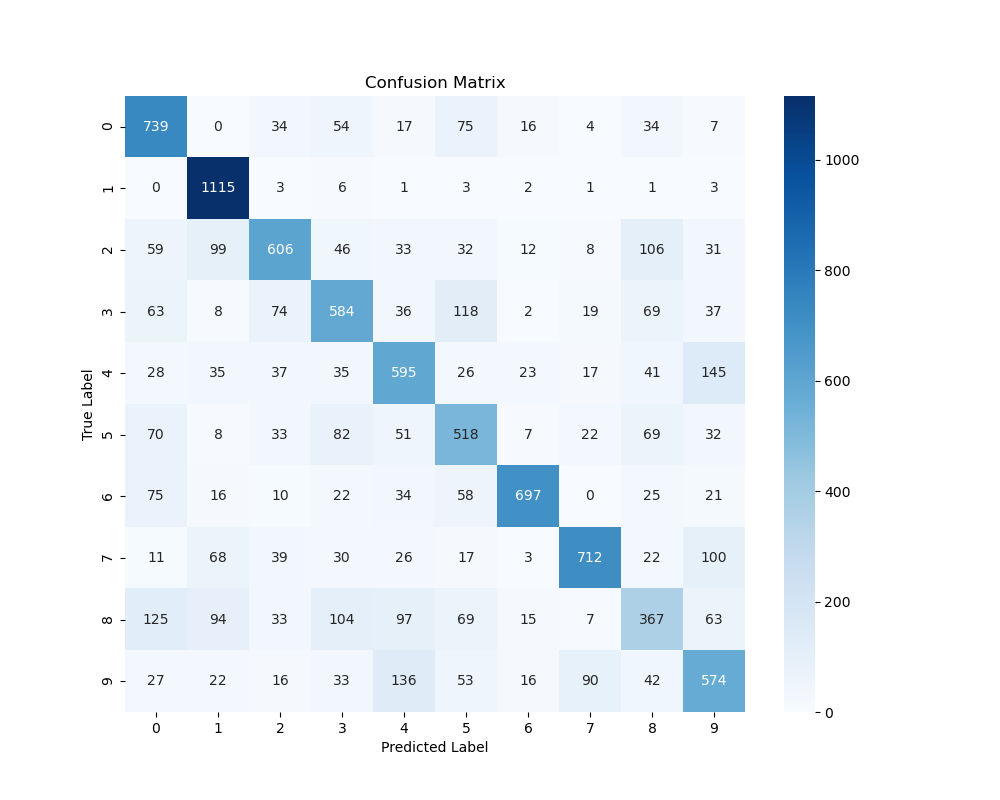 Confusion Matrix
0 739 0 34 54 17 75 16 4 34 7
1 0 1115 3 6 1 3 2 1 1 3
2 59 99 606 46 33 32 12 8 106 31
3 63 8 74 584 36 118 2 19 69 37
4 28 35 37 35 595 26 23 17 41 145
5 70 8 33 82 51 518 7 22 69 32
6 75 16 10 22 34 58 697 0 25 21
7 11 68 39 30 26 17 3 712 22 100
8 125 94 33 104 97 69 15 7 367 63
9 27 22 16 33 136 53 16 90 42 574
0 1 2 3 4 5 6 7 8 9
Predicted Label
True Label
1000
800
600
400
200
0